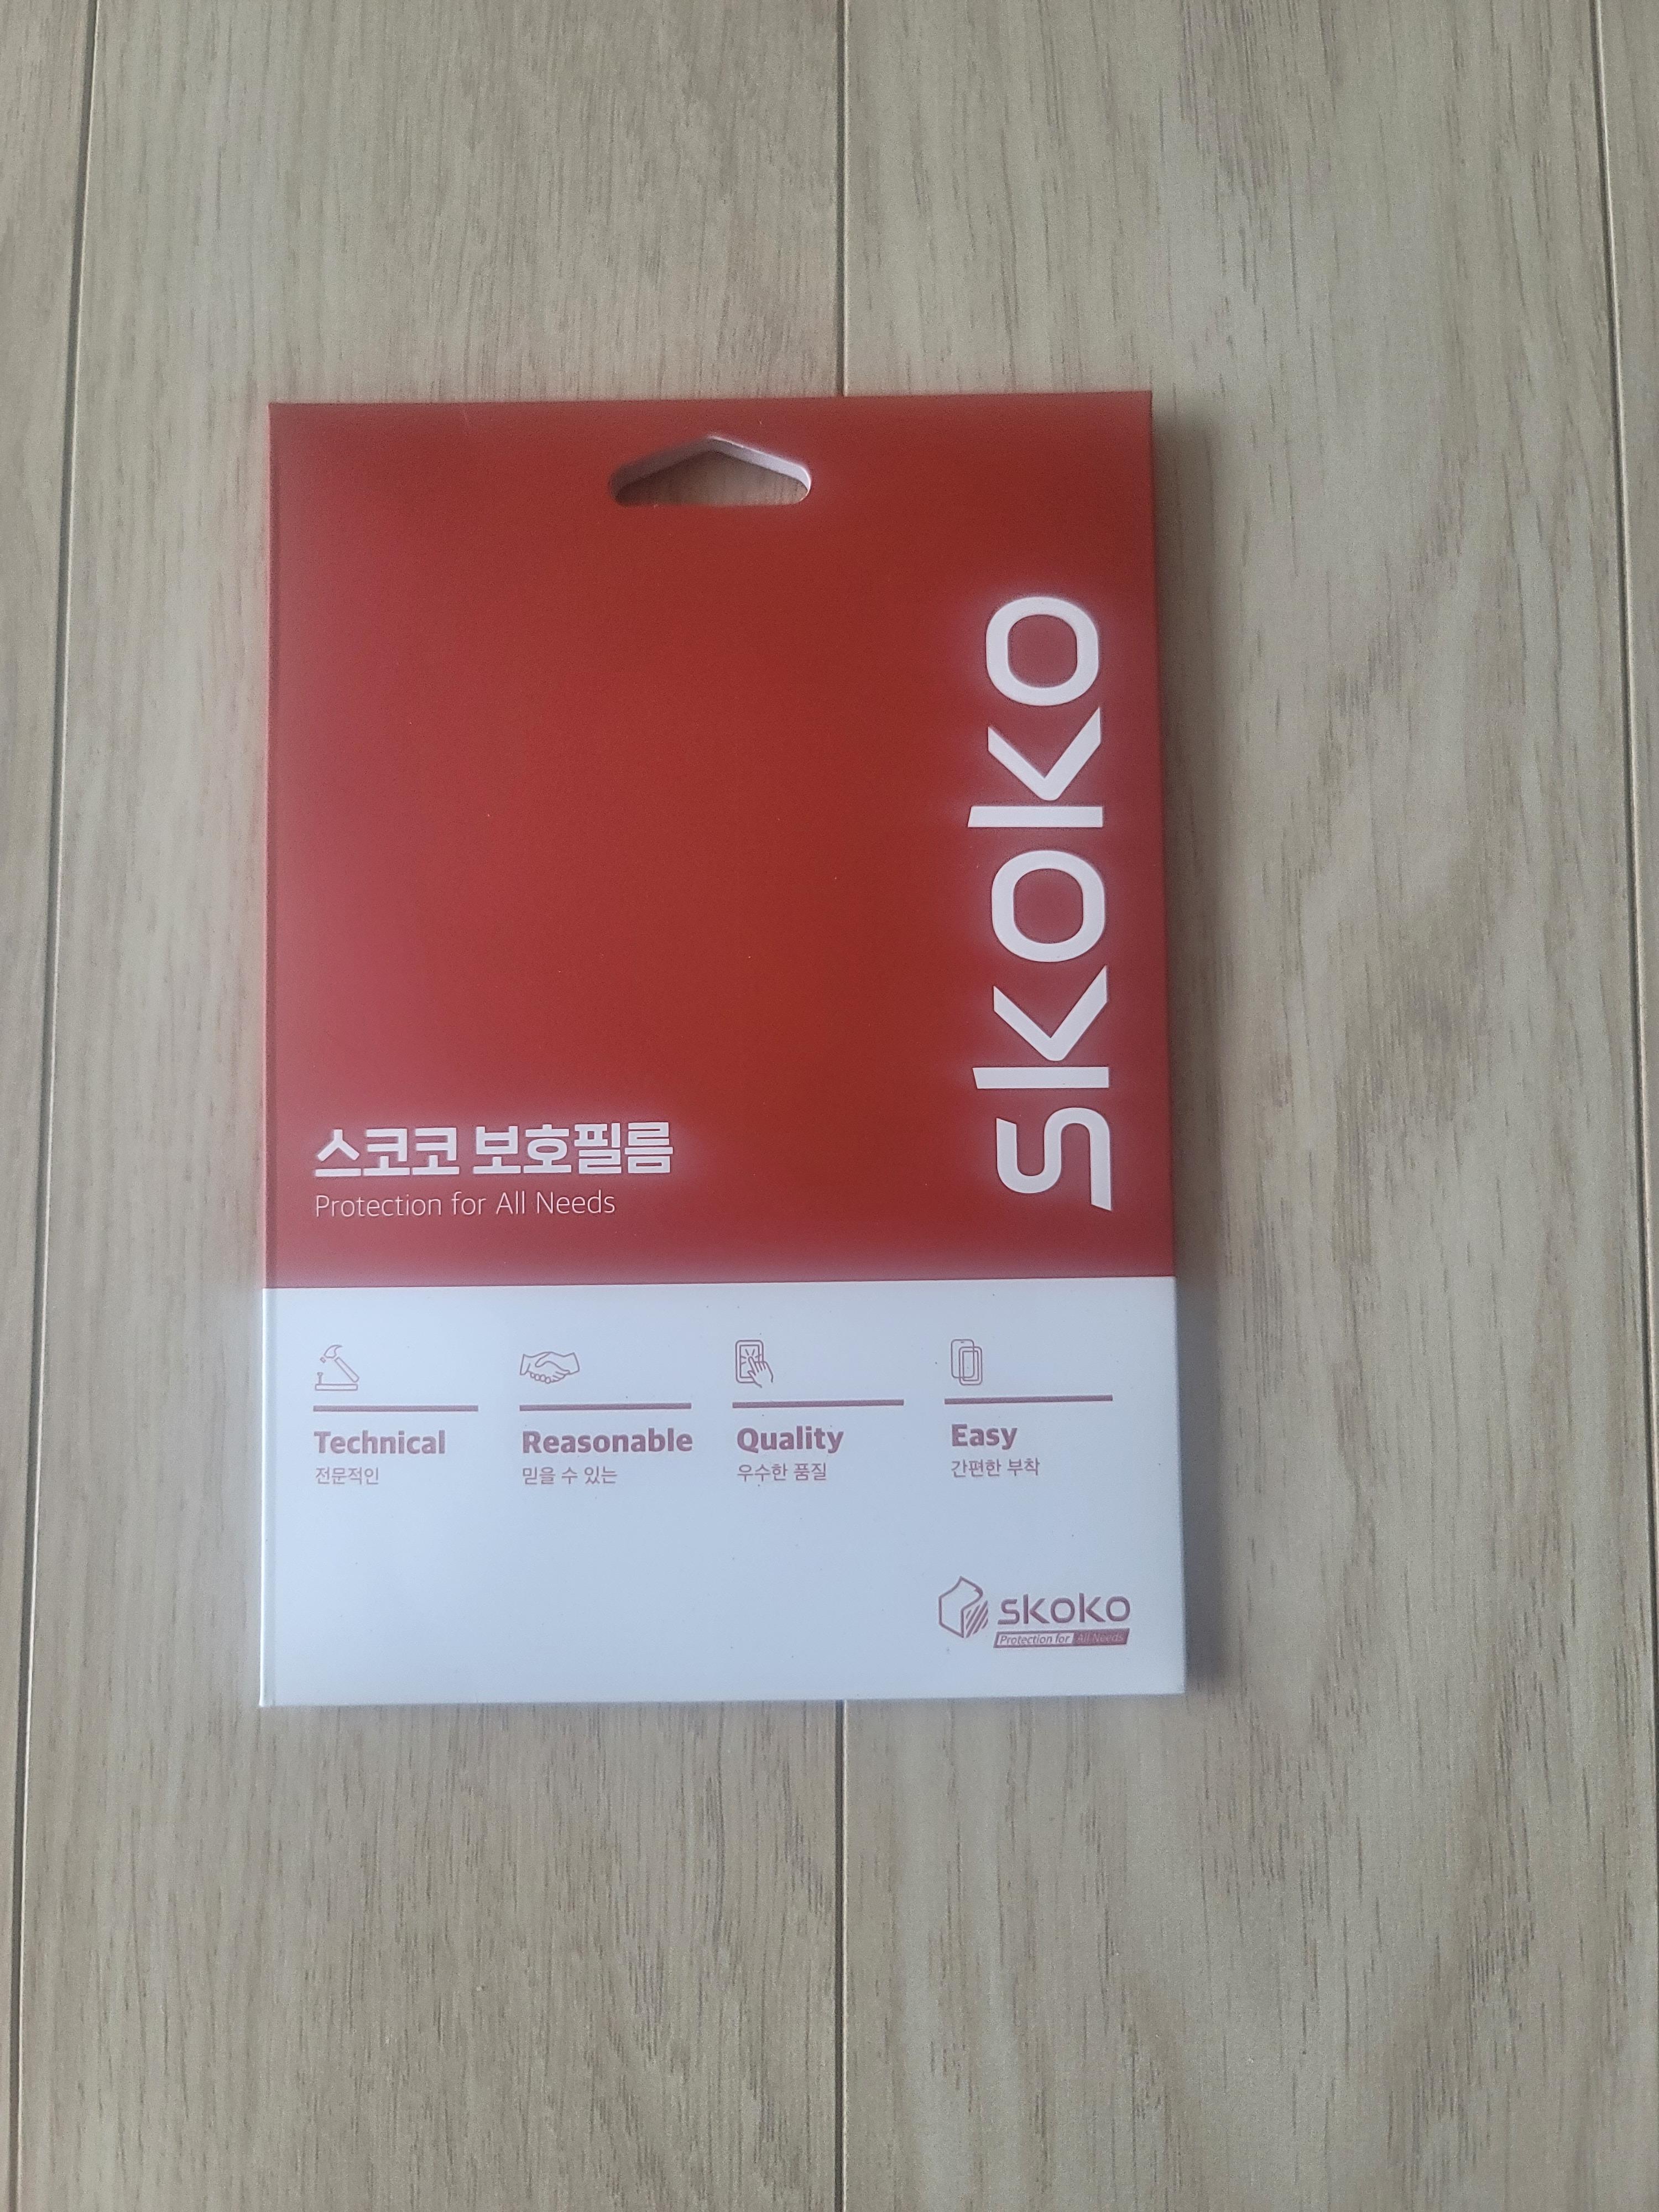 skoko
스코코 보호필름
Protection for All Needs
Technical
전문적인
Reasonable
믿을 수 있는
Quality
우수한 품질
Easy
간편한 부착
skoko
Protection for All Needs